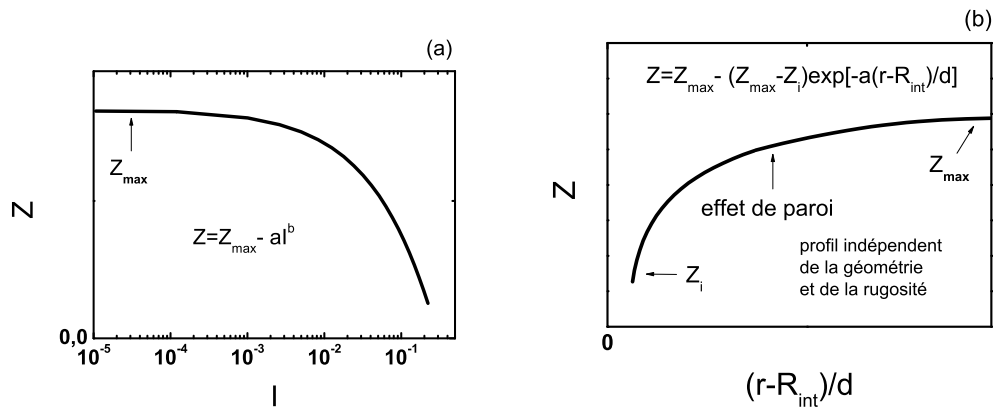 (a)
Z
0,0
Z_max
Z=Z_max- aI^b
10^-5 10^-4 10^-3 10^-2 10^-1
I
(b)
Z=Z_max- (Z_max-Z_i)exp[-a(r-R_int)/d]
Z
Z_max
effet de paroi
profil indépendent
de la géométrie
et de la rugosité
Z_i
0
(r-R_int)/d